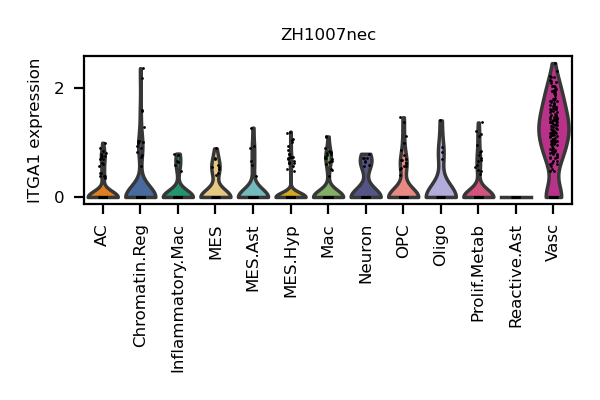 ZH1007nec
ITGA1 expression
2
0
AC
Chromatin.Reg
Inflammatory.Mac
MES
MES.Ast
MES.Hyp
Mac
Neuron
OPC
Oligo
Prolif.Metab
Reactive.Ast
Vasc